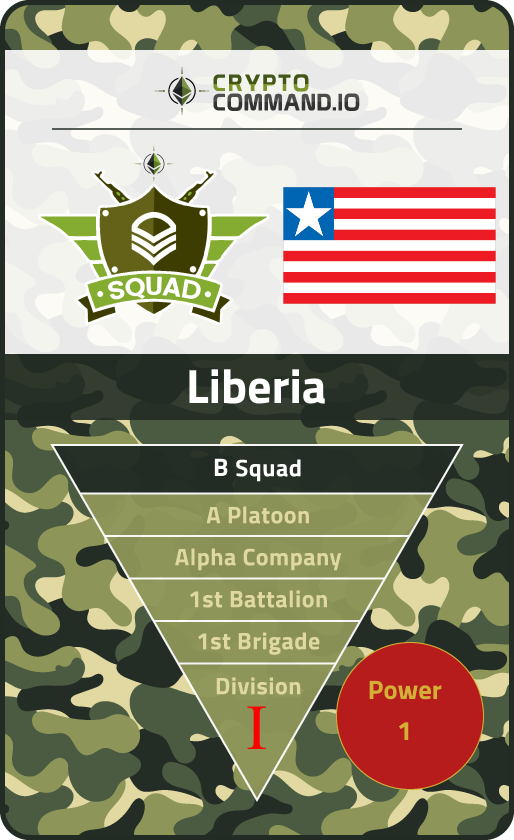 CRYPTO
COMMAND.IO
SQUAD
Liberia
B Squad
A Platoon
Alpha Company
1st Battalion
1st Brigade
Division
I
Power
1